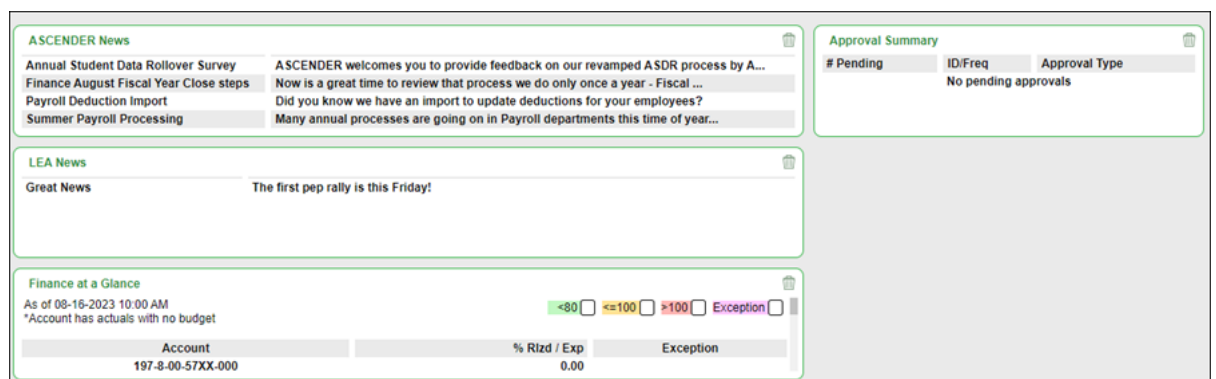 ASCENDER News
Annual Student Data Rollover Survey ASCENDER welcomes you to provide feedback on our revamped ASDR process by A...
Finance August Fiscal Year Close steps Now is a great time to review that process we do only once a year - Fiscal ...
Payroll Deduction Import Did you know we have an import to update deductions for your employees?
Summer Payroll Processing Many annual processes are going on in Payroll departments this time of year...
Approval Summary
# Pending ID/Freq Approval Type
No pending approvals
LEA News
Great News The first pep rally is this Friday!
Finance at a Glance
As of 08-16-2023 10:00 AM
*Account has actuals with no budget
<80 <=100 >100 Exception
Account % Rlzd / Exp Exception
197-8-00-57XX-000 0.00